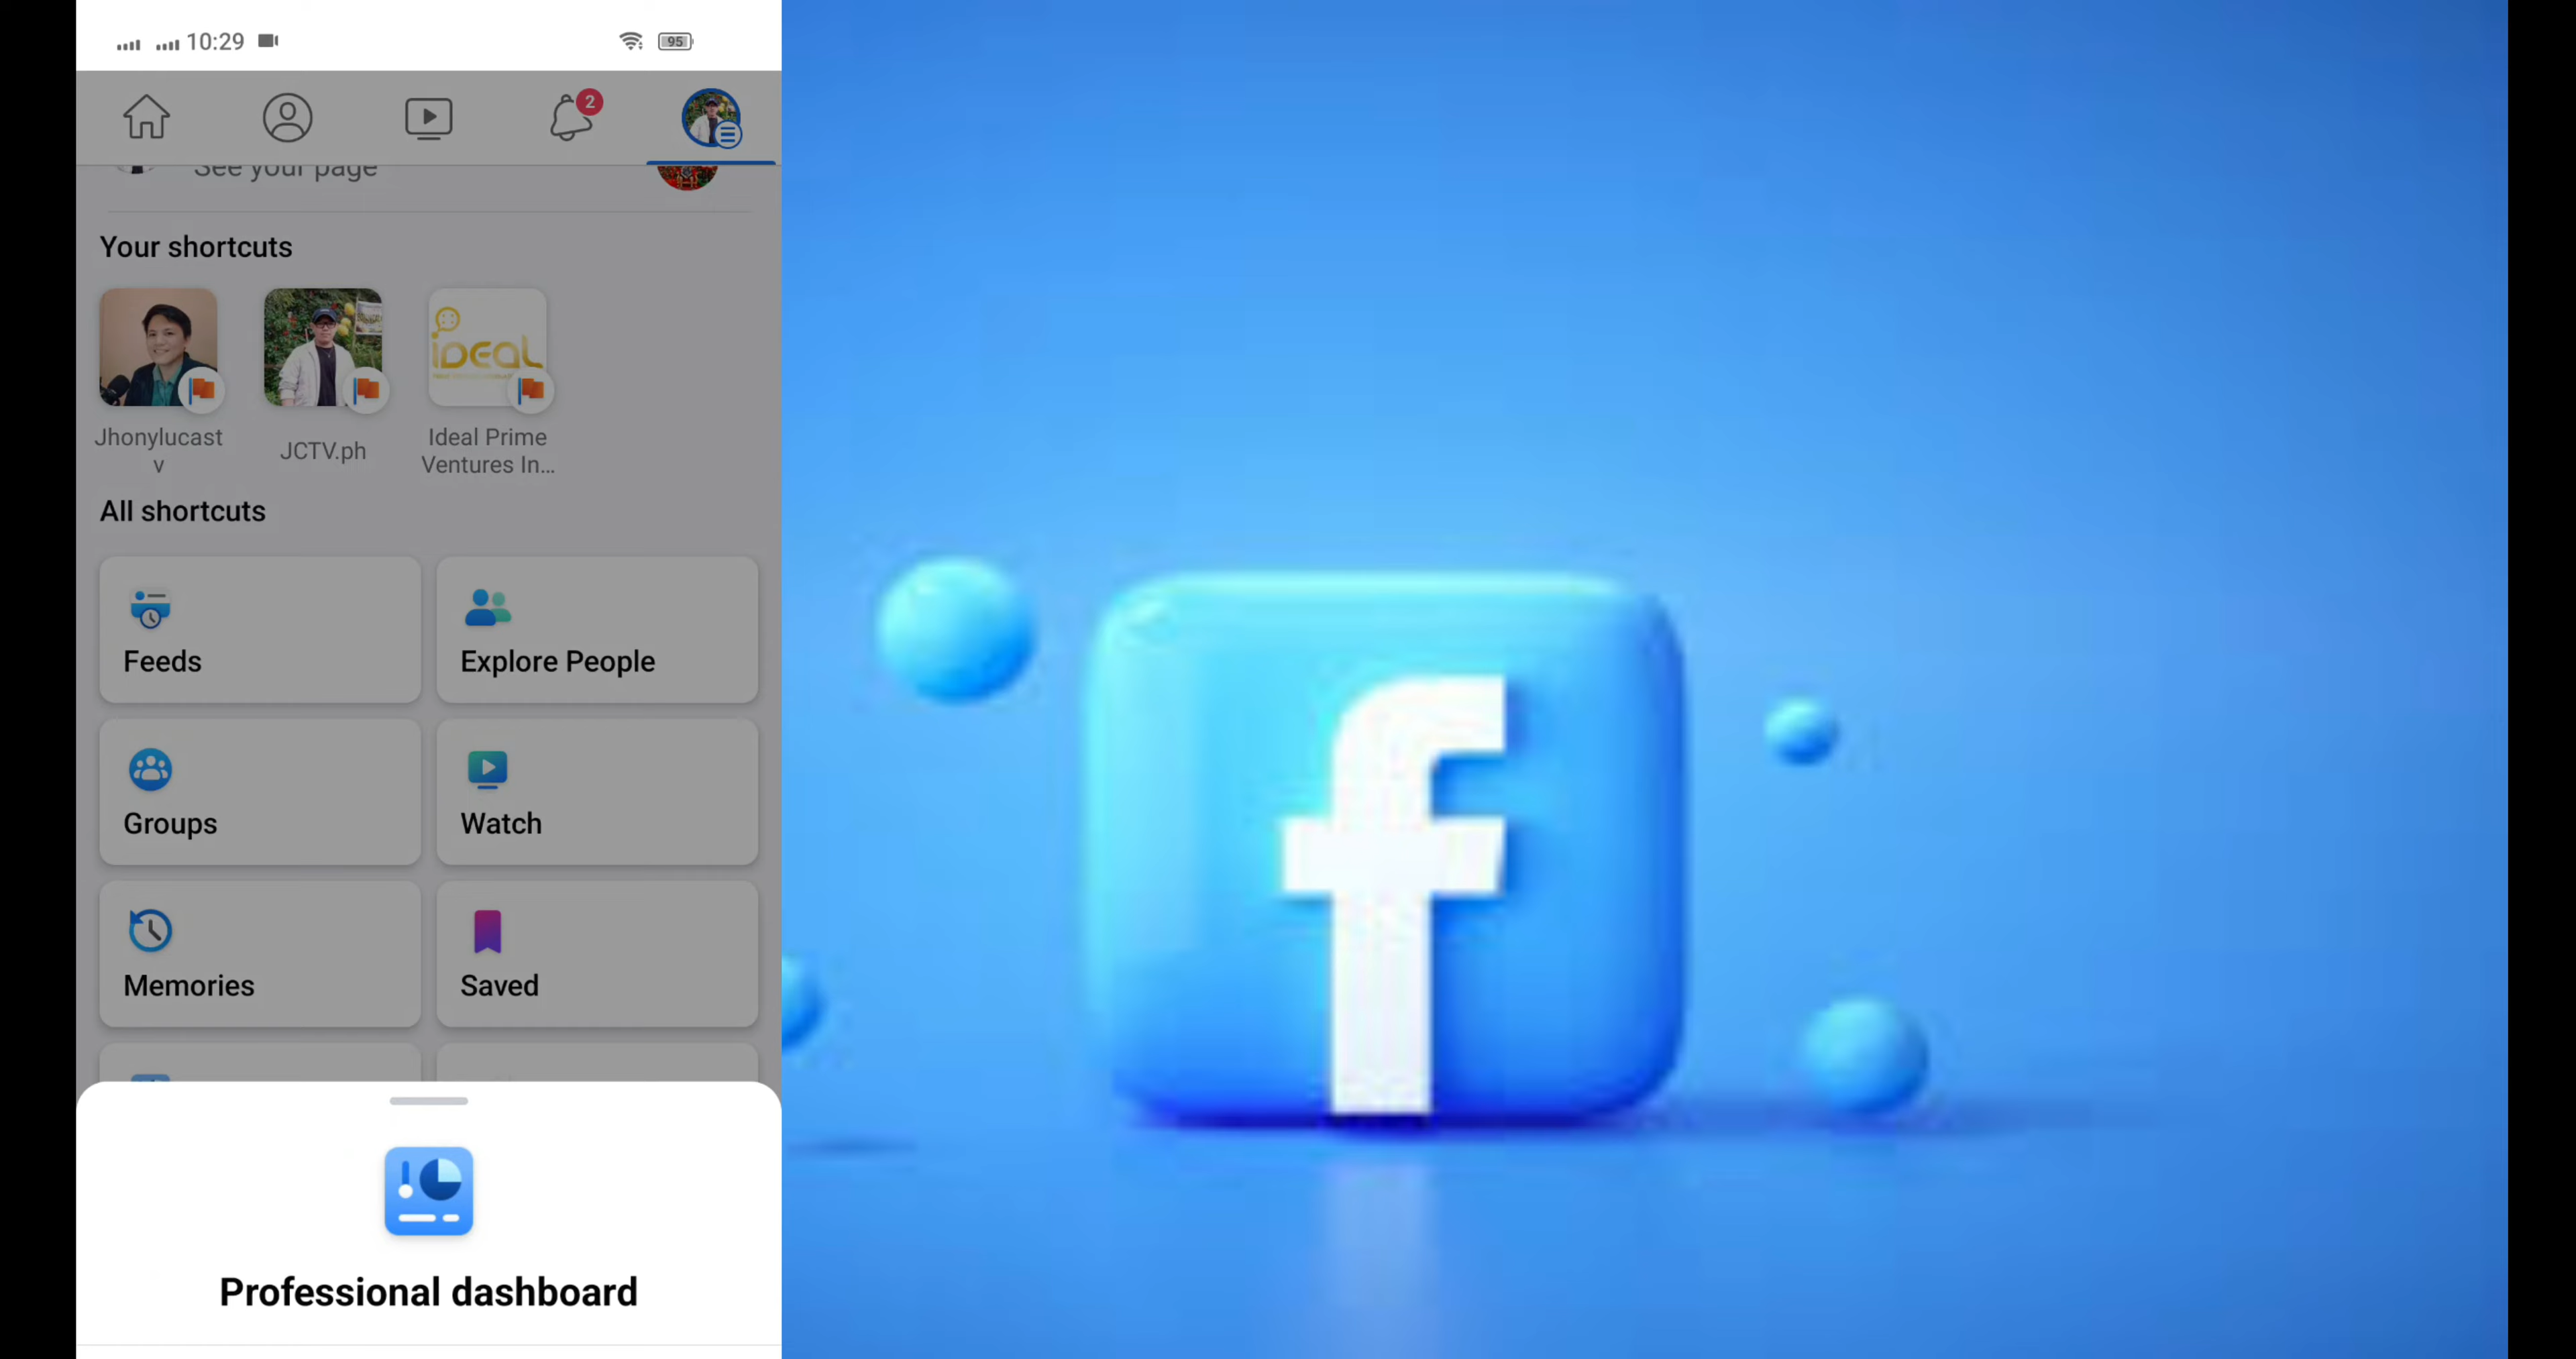 10:29
95
2
See your page
Your shortcuts
iDEAL
Jhonylucast
v
JCTV.ph
Ideal Prime
Ventures In...
All shortcuts
Feeds
Explore People
Groups
Watch
Memories
Saved
Professional dashboard
f